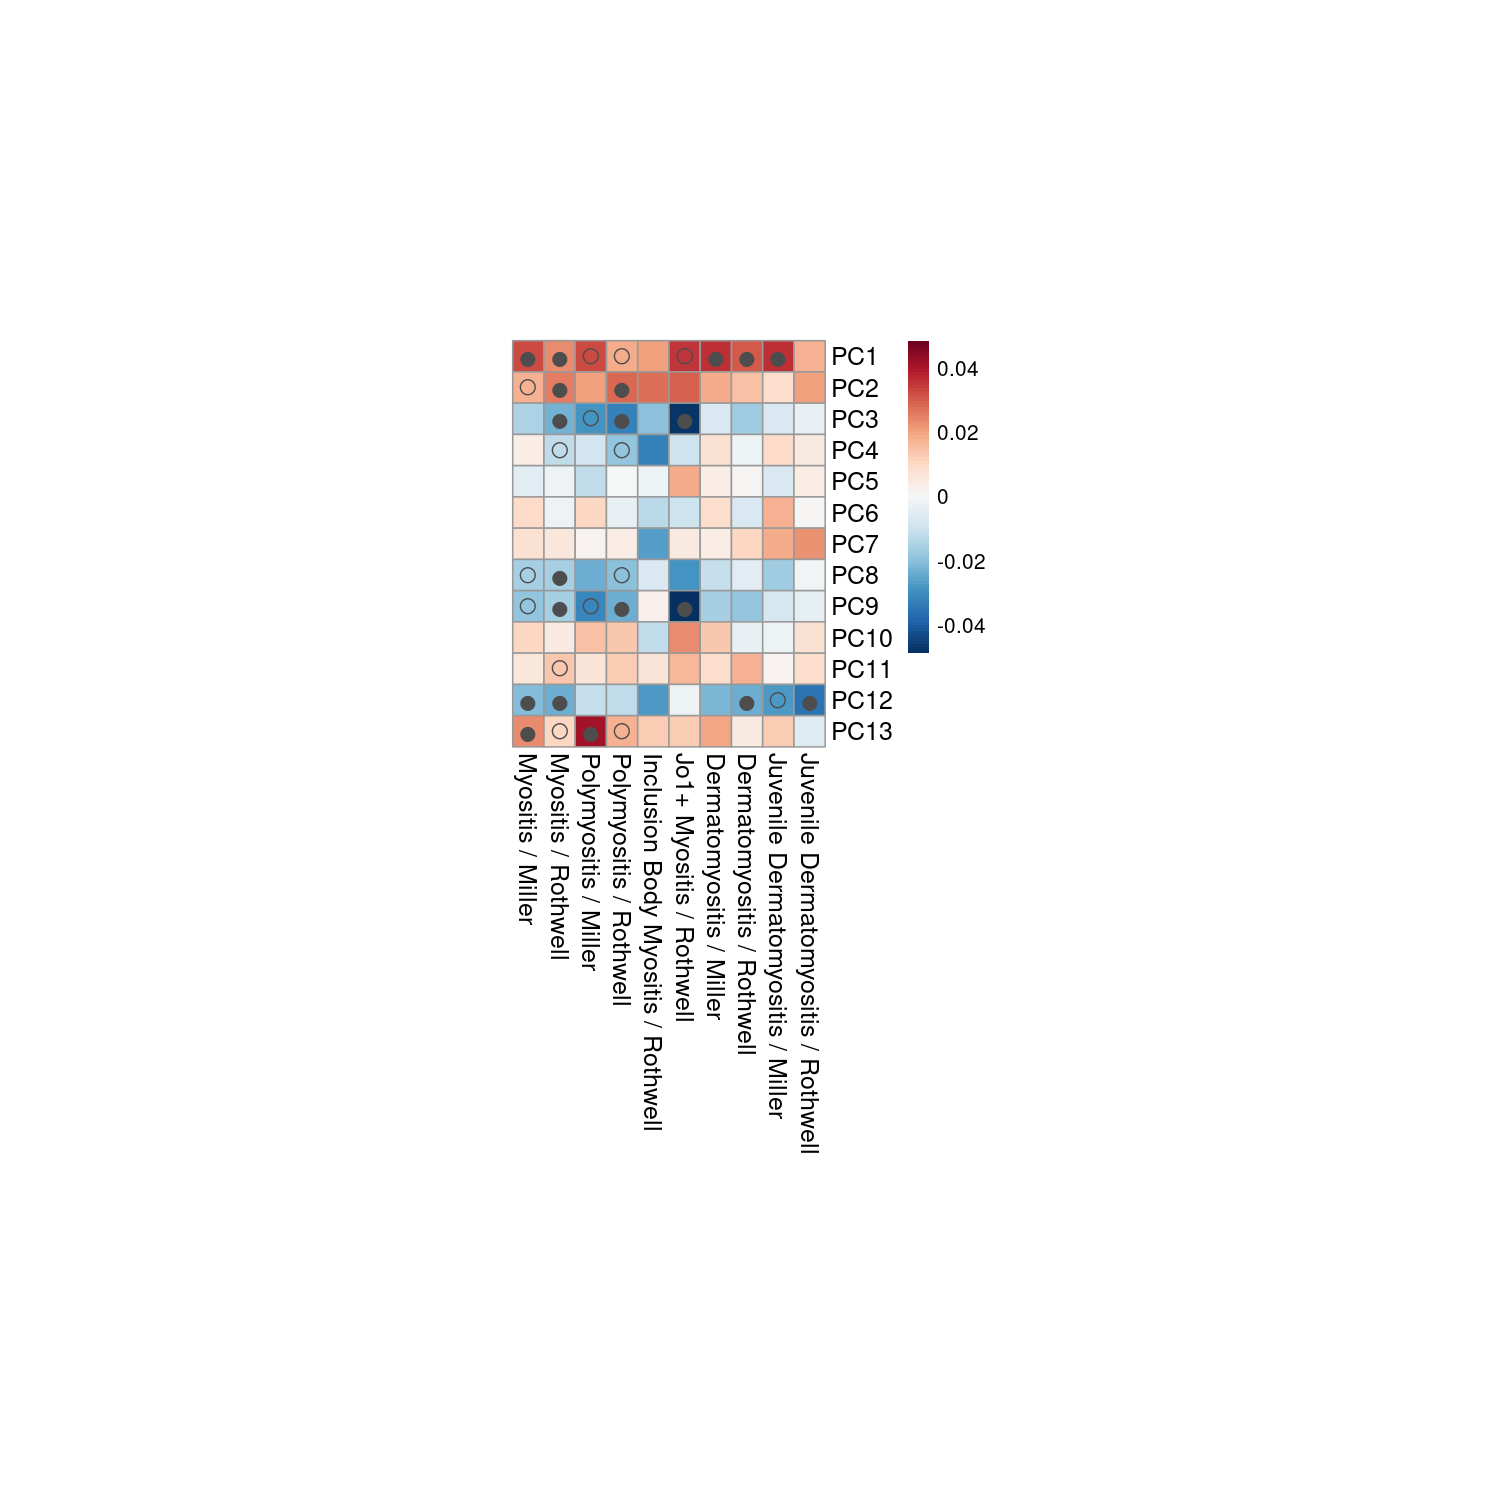 PC1
PC2
PC3
PC4
PC5
PC6
PC7
PC8
PC9
PC10
PC11
PC12
PC13
0.04
0.02
0
-0.02
-0.04
Myositis / Miller
Myositis / Rothwell
Polymyositis / Miller
Polymyositis / Rothwell
Inclusion Body Myositis / Rothwell
Jo1+ Myositis / Rothwell
Dermatomyositis / Miller
Dermatomyositis / Rothwell
Juvenile Dermatomyositis / Miller
Juvenile Dermatomyositis / Rothwell